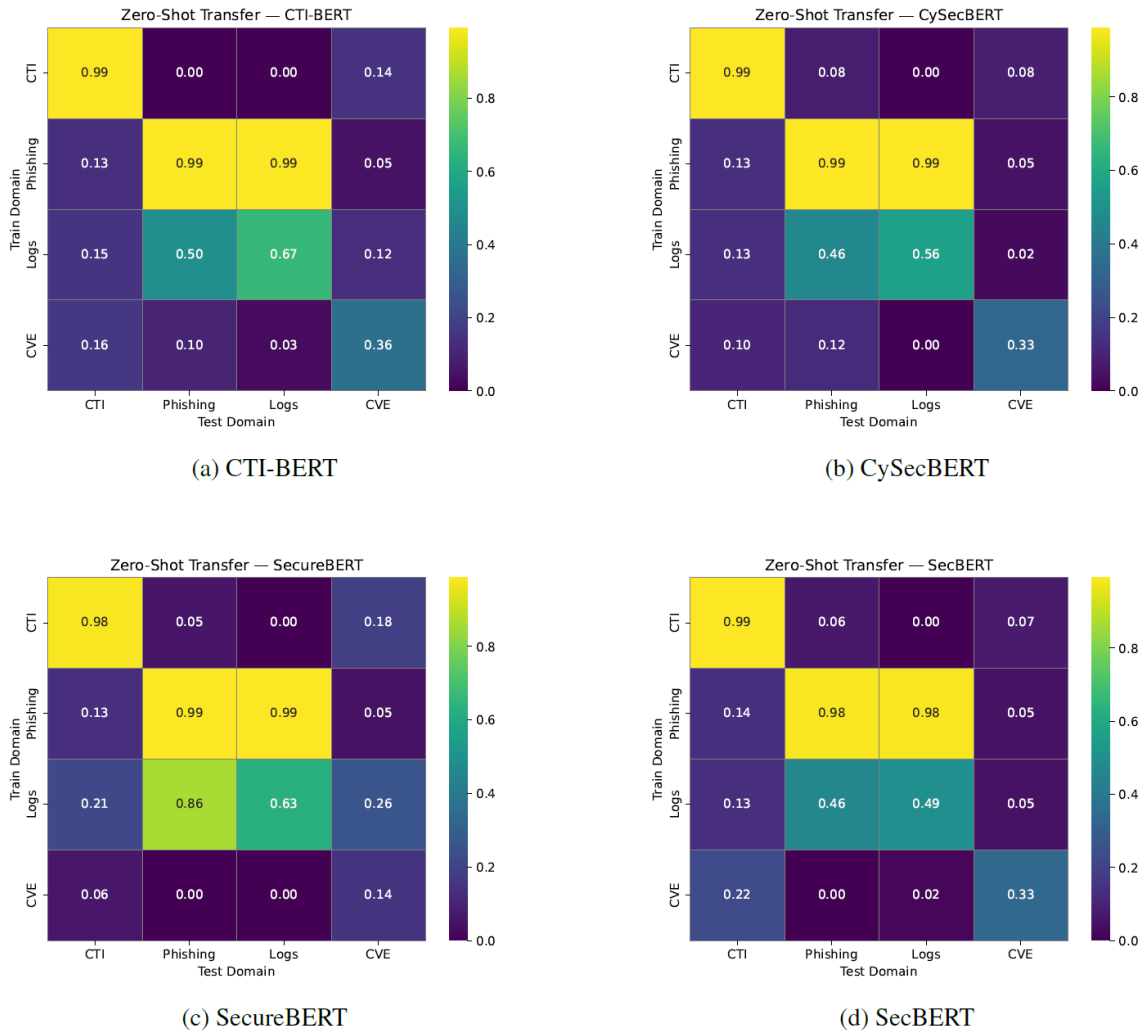 Zero-Shot Transfer — CTI-BERT
Train Domain
CTI
Phishing
Logs
CVE
0.99 0.00 0.00 0.14
0.13 0.99 0.99 0.05
0.15 0.50 0.67 0.12
0.16 0.10 0.03 0.36
CTI Phishing Logs CVE
Test Domain
0.8
0.6
0.4
0.2
0.0
(a) CTI-BERT
Zero-Shot Transfer — CySecBERT
Train Domain
CTI
Phishing
Logs
CVE
0.99 0.08 0.00 0.08
0.13 0.99 0.99 0.05
0.13 0.46 0.56 0.02
0.10 0.12 0.00 0.33
CTI Phishing Logs CVE
Test Domain
0.8
0.6
0.4
0.2
0.0
(b) CySecBERT
Zero-Shot Transfer — SecureBERT
Train Domain
CTI
Phishing
Logs
CVE
0.98 0.05 0.00 0.18
0.13 0.99 0.99 0.05
0.21 0.86 0.63 0.26
0.06 0.00 0.00 0.14
CTI Phishing Logs CVE
Test Domain
0.8
0.6
0.4
0.2
0.0
(c) SecureBERT
Zero-Shot Transfer — SecBERT
Train Domain
CTI
Phishing
Logs
CVE
0.99 0.06 0.00 0.07
0.14 0.98 0.98 0.05
0.13 0.46 0.49 0.05
0.22 0.00 0.02 0.33
CTI Phishing Logs CVE
Test Domain
0.8
0.6
0.4
0.2
0.0
(d) SecBERT